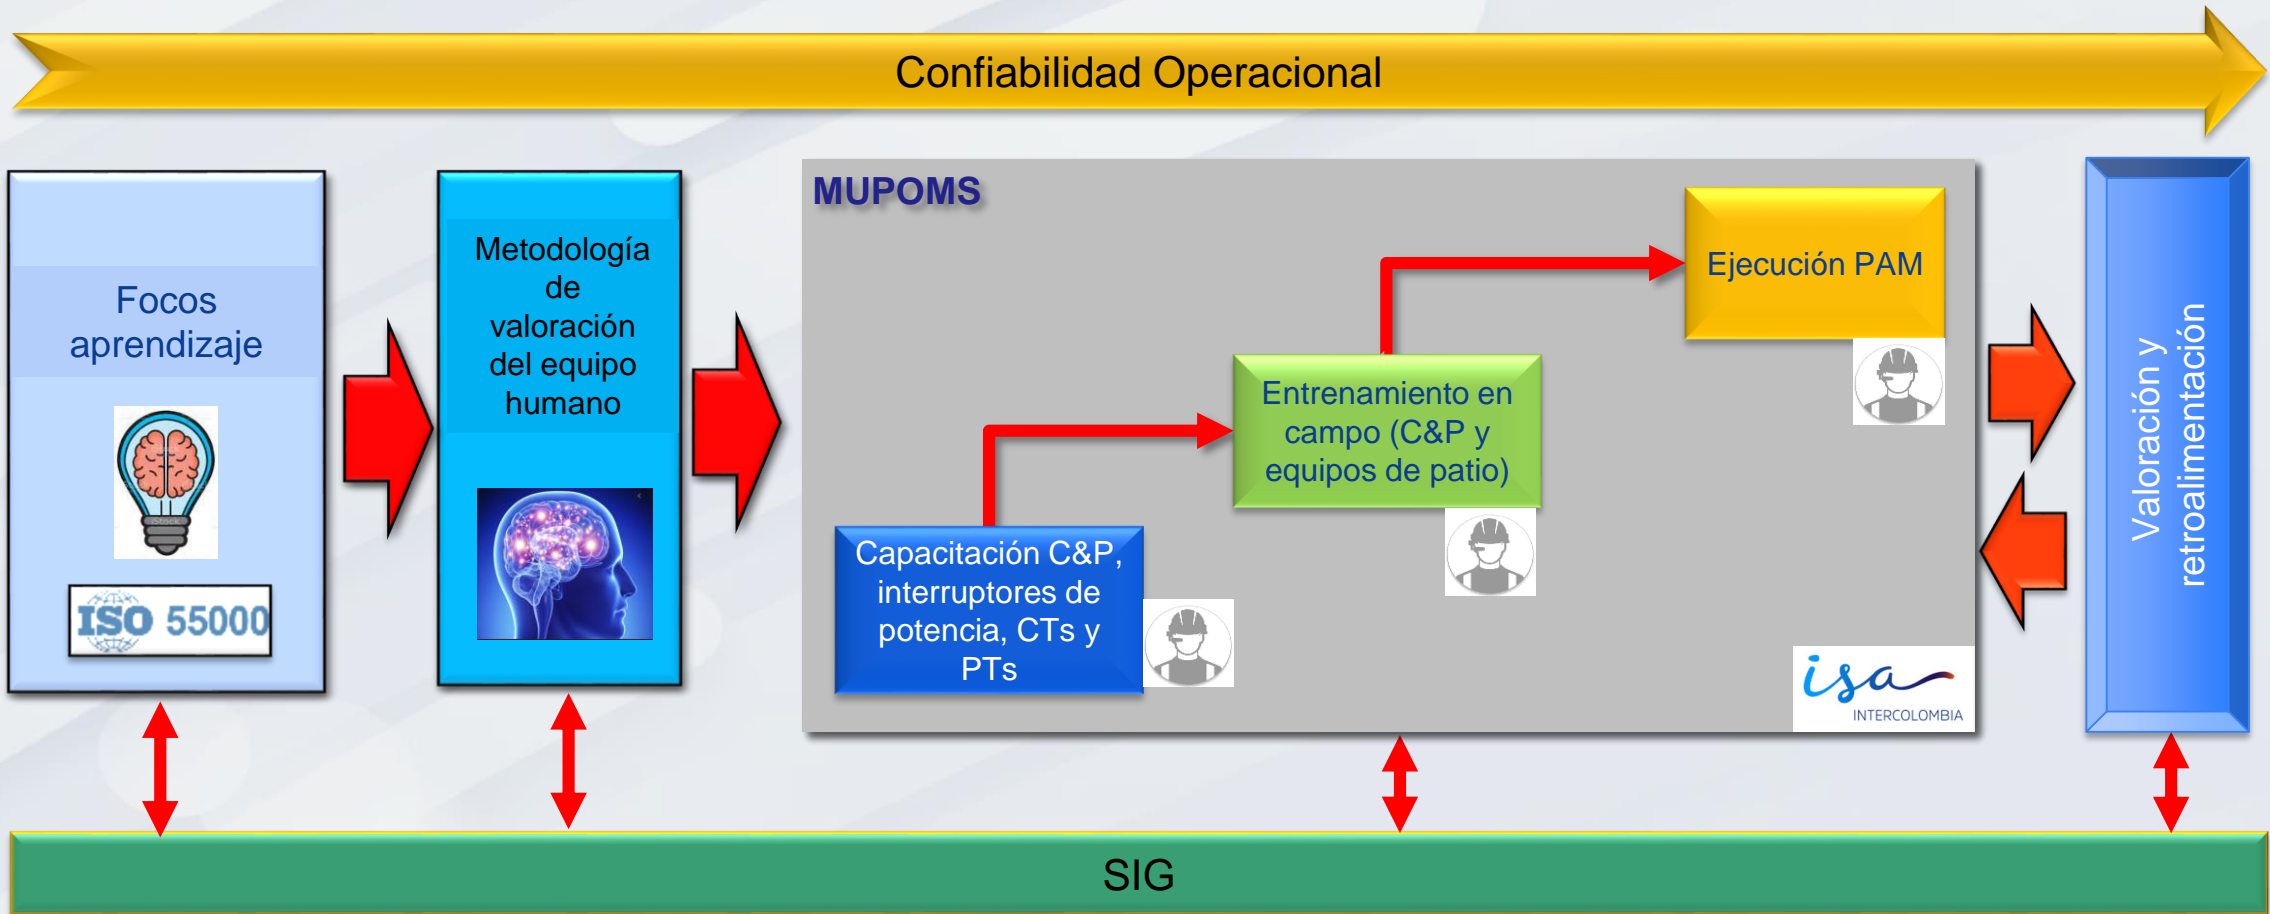 Confiabilidad Operacional
Focos
aprendizaje
iStock
ISO 55000
Metodología
de
valoración
del equipo
humano
MUPOMS
Capacitación C&P,
interruptores de
potencia, CTs y
PTs
Entrenamiento en
campo (C&P y
equipos de patio)
Ejecución PAM
isa
INTERCOLOMBIA
Valoración y
retroalimentación
SIG